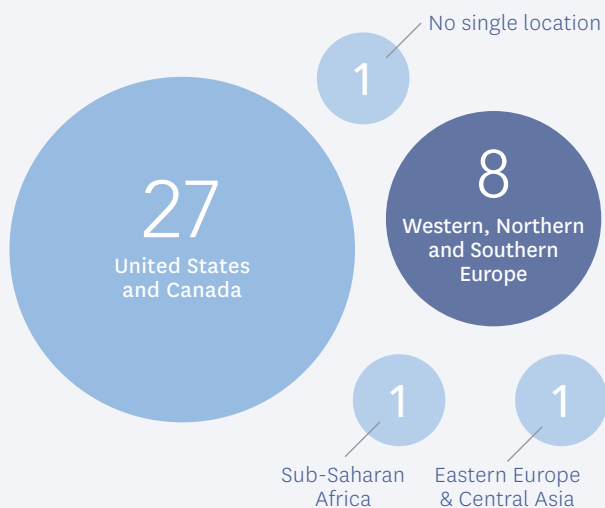 No single location
1
27
United States
and Canada
8
Western, Northern
and Southern
Europe
1
Sub-Saharan
Africa
1
Eastern Europe
& Central Asia